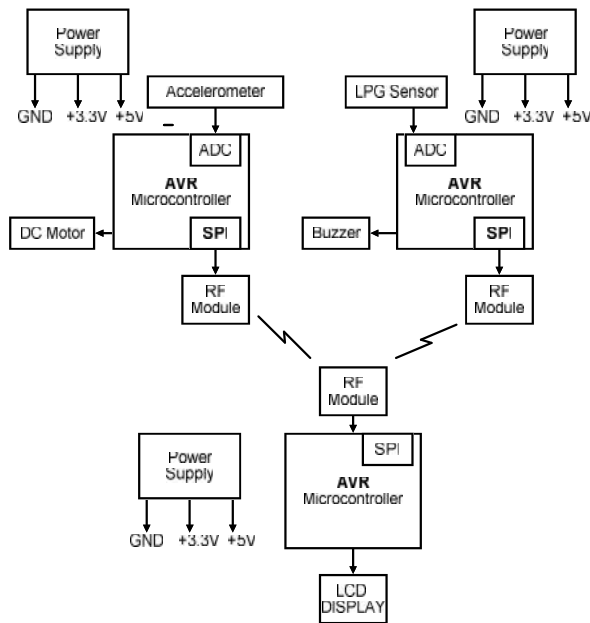 Power
Supply
GND +3.3V +5V
Accelerometer
ADC
AVR
Microcontroller
SPI
DC Motor
RF
Module
LPG Sensor
Power
Supply
GND +3.3V +5V
ADC
AVR
Microcontroller
SPI
Buzzer
RF
Module
RF
Module
SPI
AVR
Microcontroller
Power
Supply
GND +3.3V +5V
LCD
DISPLAY